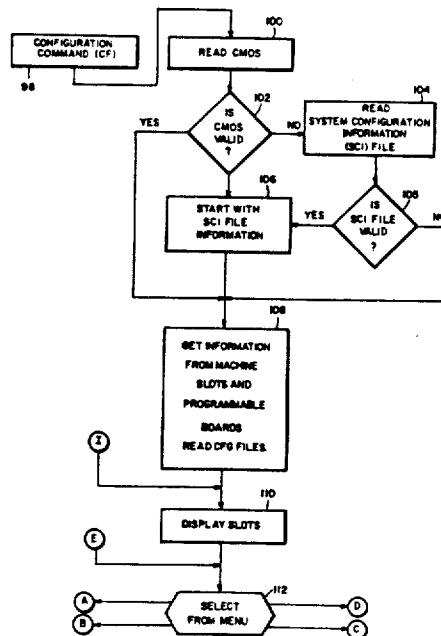 100
CONFIGURATION
COMMAND (CF)
98
READ CMOS
102
IS
CMOS
VALID
?
YES
NO
104
READ
SYSTEM CONFIGURATION
INFORMATION
(SCI) FILE
106
START WITH
SCI FILE
INFORMATION
YES
105
IS
SCI FILE
VALID
?
NO
108
GET INFORMATION
FROM MACHINE
SLOTS AND
PROGRAMMABLE
BOARDS
READ CFG FILES.
I
110
DISPLAY SLOTS
E
112
SELECT
FROM MENU
A
B
D
C